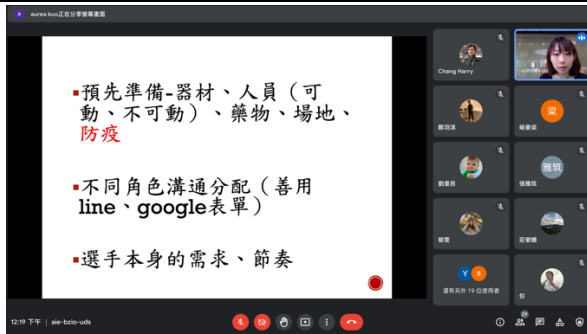 aurea kuo正在分享螢幕畫面
▪預先準備-器材、人員（可
動、不可動）、藥物、場地、
防疫
▪不同角色溝通分配（善用
line、google表單）
▪選手本身的需求、節奏
Chang Harry
梁
雅筑
張雅筑
郁雯
Y
S
還有另外 19 位使用者
你
12:19 下午 | aie-bzio-uds
29